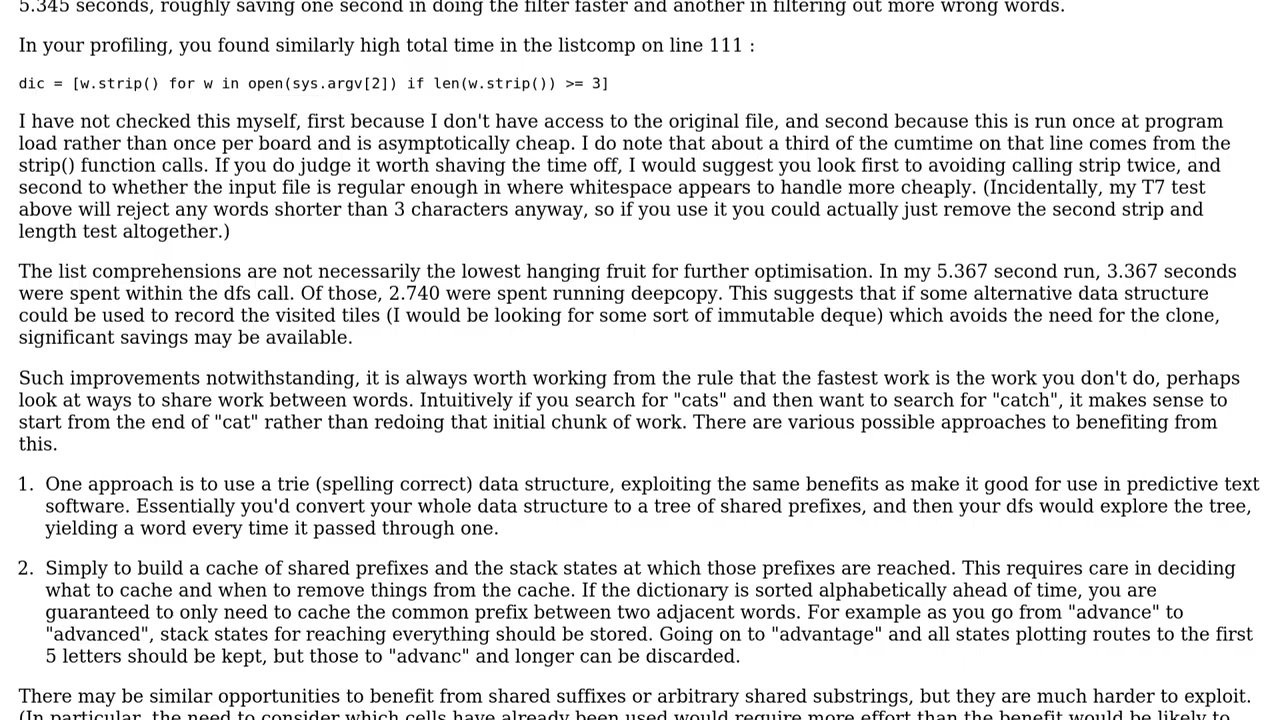 5.345 seconds, roughly saving one second in doing the filter faster and another in filtering out more wrong words.
In your profiling, you found similarly high total time in the listcomp on line 111 :
dic = [w.strip() for w in open(sys.argv[2]) if len(w.strip()) >= 3]
I have not checked this myself, first because I don't have access to the original file, and second because this is run once at program
load rather than once per board and is asymptotically cheap. I do note that about a third of the cumtime on that line comes from the
strip() function calls. If you do judge it worth shaving the time off, I would suggest you look first to avoiding calling strip twice, and
second to whether the input file is regular enough in where whitespace appears to handle more cheaply. (Incidentally, my T7 test
above will reject any words shorter than 3 characters anyway, so if you use it you could actually just remove the second strip and
length test altogether.)
The list comprehensions are not necessarily the lowest hanging fruit for further optimisation. In my 5.367 second run, 3.367 seconds
were spent within the dfs call. Of those, 2.740 were spent running deepcopy. This suggests that if some alternative data structure
could be used to record the visited tiles (I would be looking for some sort of immutable deque) which avoids the need for the clone,
significant savings may be available.
Such improvements notwithstanding, it is always worth working from the rule that the fastest work is the work you don't do, perhaps
look at ways to share work between words. Intuitively if you search for "cats" and then want to search for "catch", it makes sense to
start from the end of "cat" rather than redoing that initial chunk of work. There are various possible approaches to benefiting from
this.
1. One approach is to use a trie (spelling correct) data structure, exploiting the same benefits as make it good for use in predictive text
software. Essentially you'd convert your whole data structure to a tree of shared prefixes, and then your dfs would explore the tree,
yielding a word every time it passed through one.
2. Simply to build a cache of shared prefixes and the stack states at which those prefixes are reached. This requires care in deciding
what to cache and when to remove things from the cache. If the dictionary is sorted alphabetically ahead of time, you are
guaranteed to only need to cache the common prefix between two adjacent words. For example as you go from "advance" to
"advanced", stack states for reaching everything should be stored. Going on to "advantage" and all states plotting routes to the first
5 letters should be kept, but those to "advanc" and longer can be discarded.
There may be similar opportunities to benefit from shared suffixes or arbitrary shared substrings, but they are much harder to exploit.
(In particular, the need to consider which cells have already been used would require more effort than the benefit would be likely to